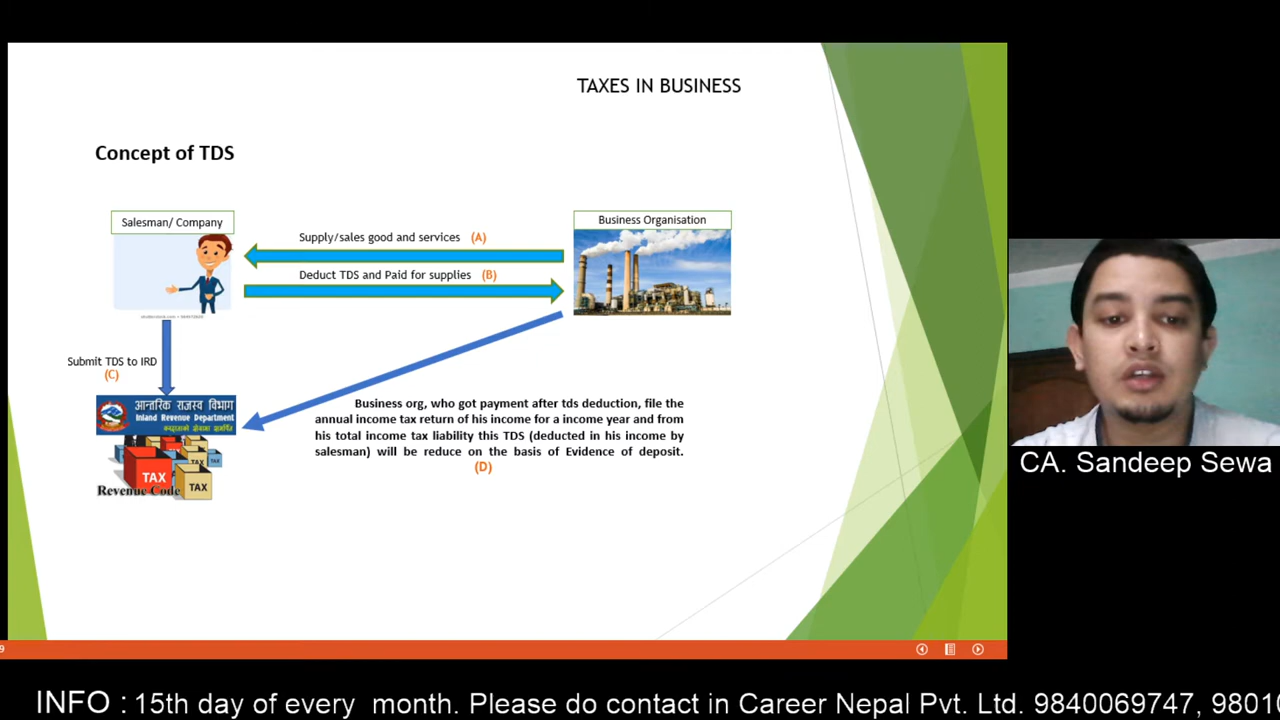 TAXES IN BUSINESS
Concept of TDS
Salesman/ Company
Business Organisation
Supply/sales good and services (A)
Deduct TDS and Paid for supplies (B)
Submit TDS to IRD
(C)
आन्तरिक राजस्व विभाग
Inland Revenue Department
TAX
TAX
TAX
Revenue Code
Business org, who got payment after tds deduction, file the
annual income tax return of his income for a income year and from
his total income tax liability this TDS (deducted in his income by
salesman) will be reduce on the basis of Evidence of deposit.
(D)
CA. Sandeep Sewa
9
INFO : 15th day of every month. Please do contact in Career Nepal Pvt. Ltd. 9840069747, 98010